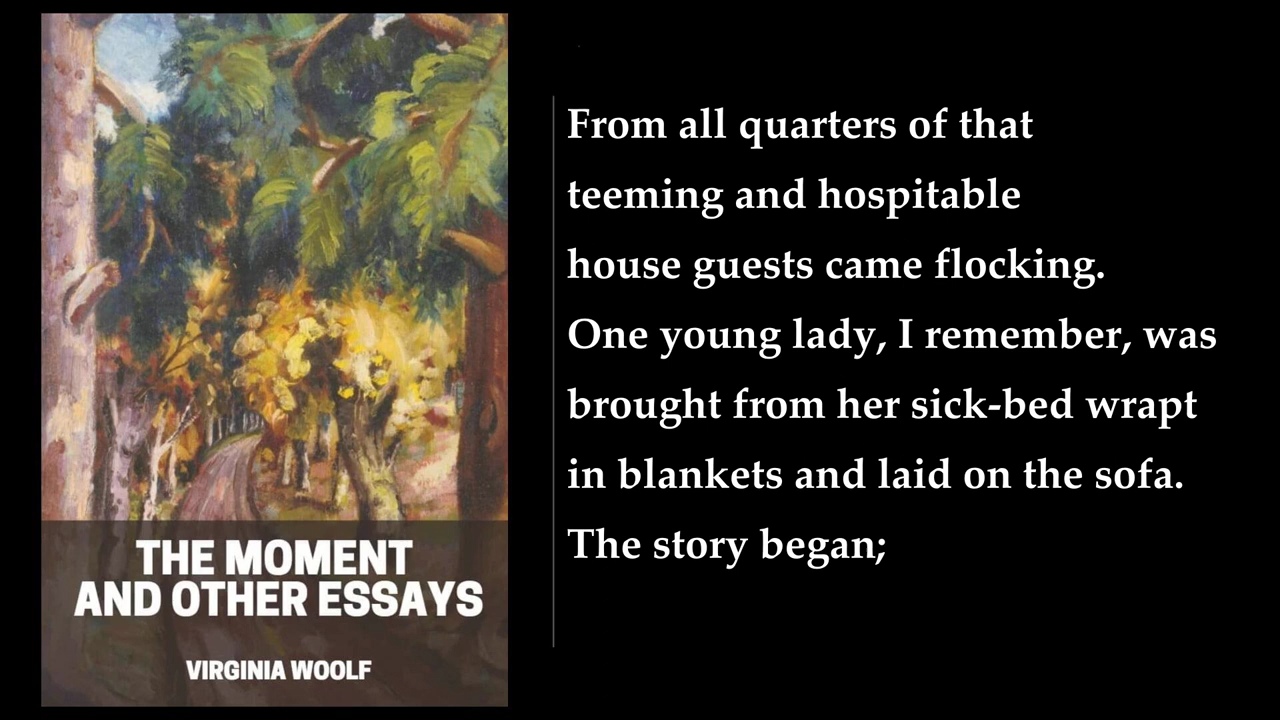 THE MOMENT
AND OTHER ESSAYS
VIRGINIA WOOLF
From all quarters of that
teeming and hospitable
house guests came flocking.
One young lady, I remember, was
brought from her sick-bed wrapt
in blankets and laid on the sofa.
The story began;